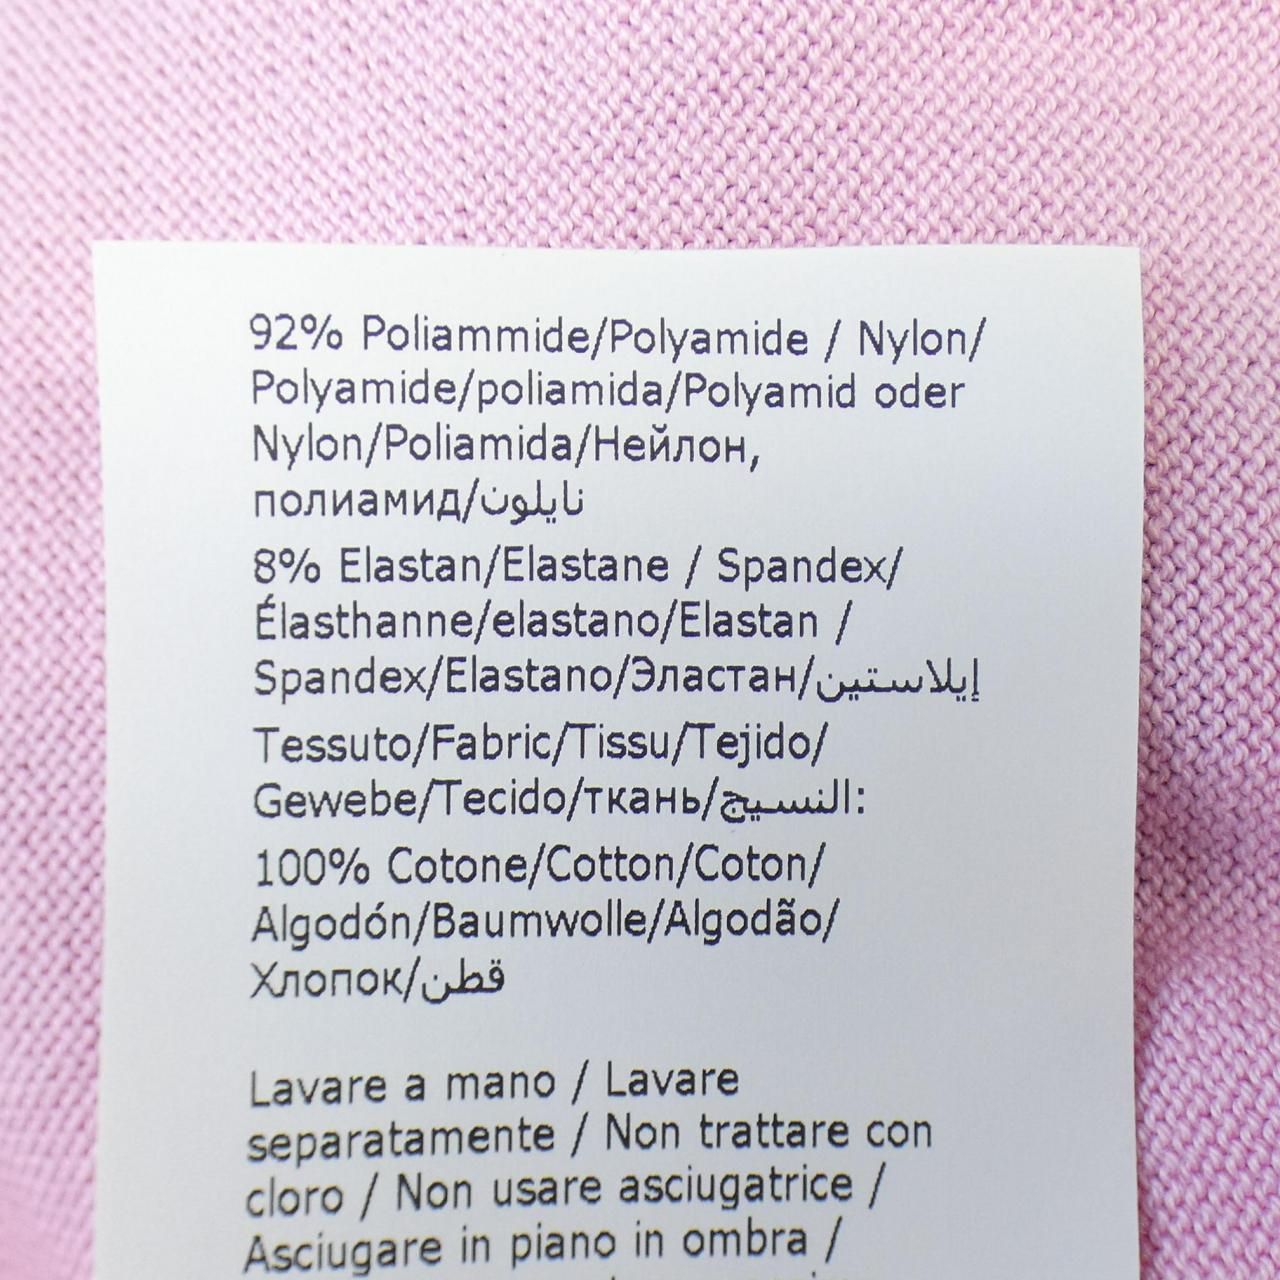 92% Poliammide/Polyamide / Nylon/
Polyamide/poliamida/Polyamid oder
Nylon/Poliamida/Нейлон,
полиамид/نايلون
8% Elastan/Elastane / Spandex/
Élasthanne/elastano/Elastan /
Spandex/Elastano/Эластан/إيلاستين
Tessuto/Fabric/Tissu/Tejido/
Gewebe/Tecido/ткань/النسيج:
100% Cotone/Cotton/Coton/
Algodón/Baumwolle/Algodão/
Хлопок/قطن
Lavare a mano / Lavare
separatamente / Non trattare con
cloro / Non usare asciugatrice /
Asciugare in piano in ombra /